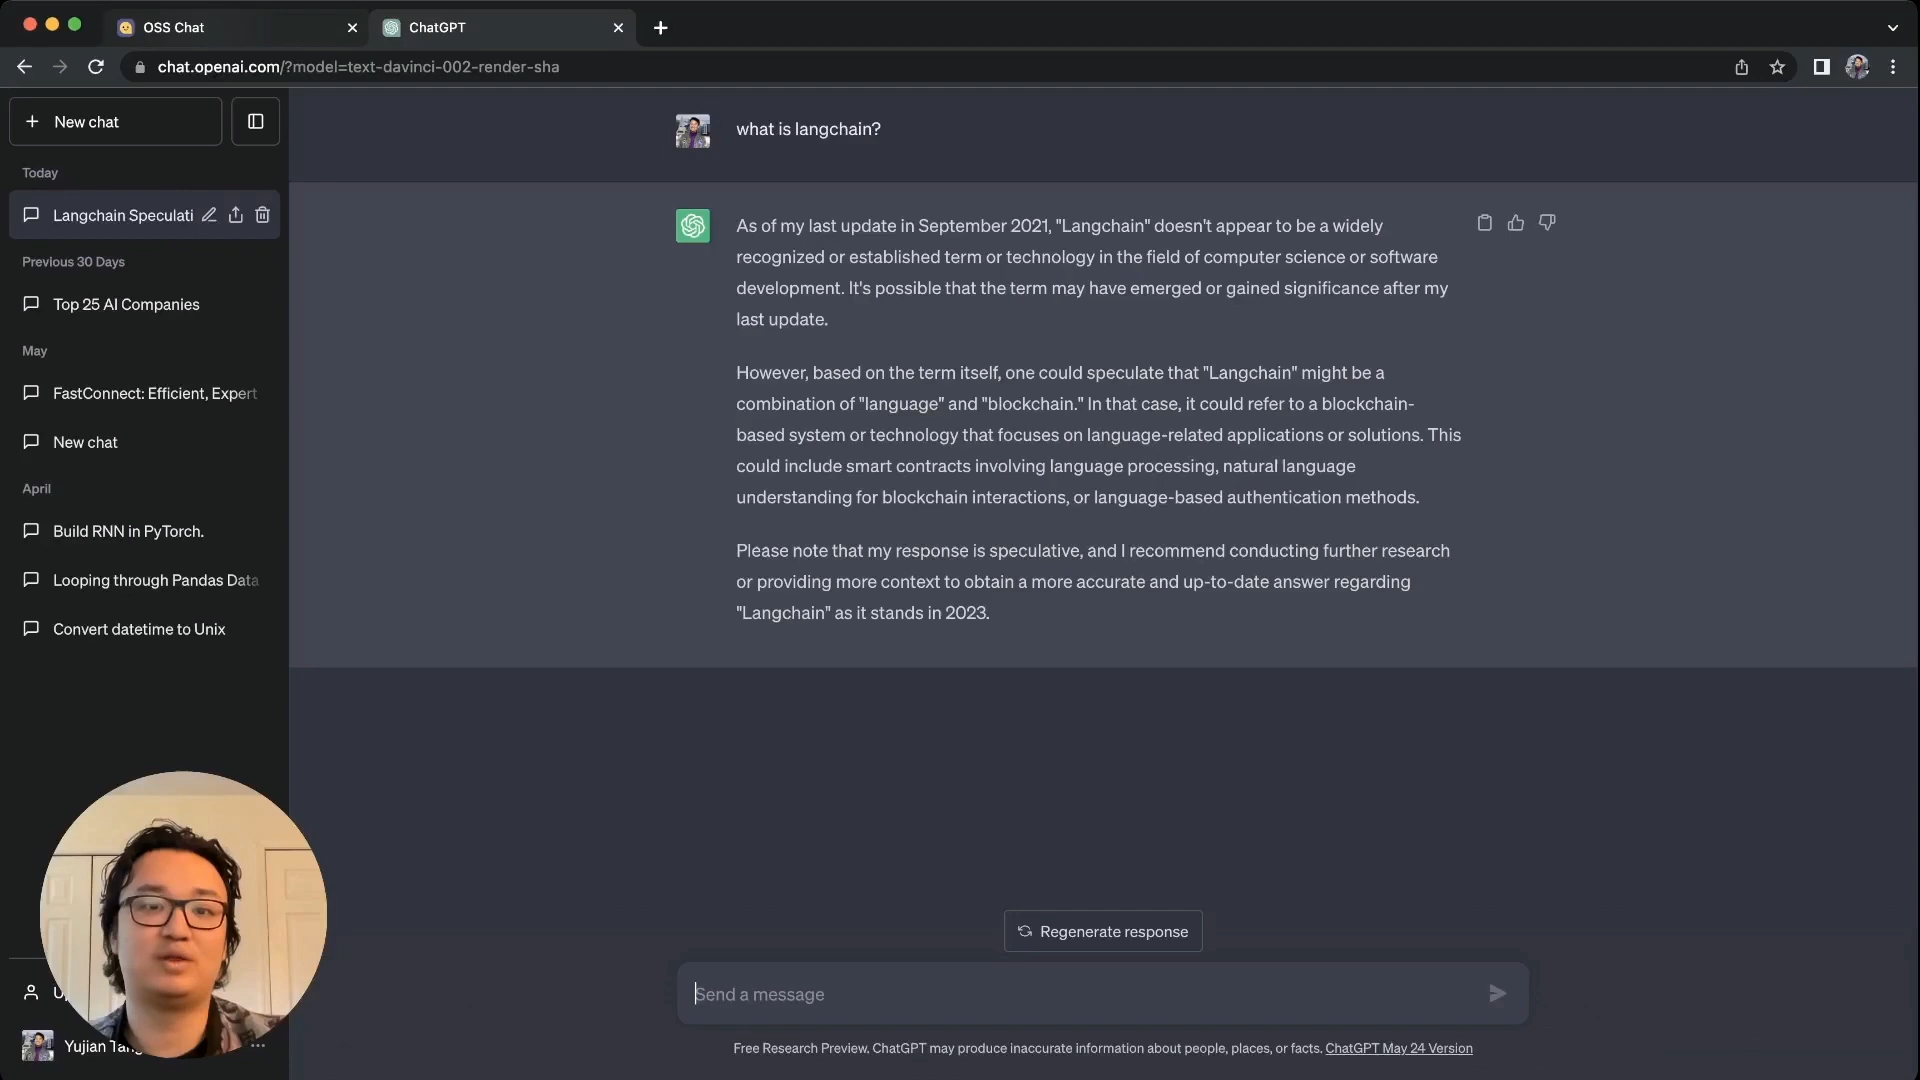 OSS Chat
ChatGPT
chat.openai.com/?model=text-davinci-002-render-sha
New chat
Today
Langchain Speculati
Previous 30 Days
Top 25 AI Companies
May
FastConnect: Efficient, Expert
New chat
April
Build RNN in PyTorch.
Looping through Pandas Data
Convert datetime to Unix
Yujian
what is langchain?
As of my last update in September 2021, "Langchain" doesn't appear to be a widely
recognized or established term or technology in the field of computer science or software
development. It's possible that the term may have emerged or gained significance after my
last update.
However, based on the term itself, one could speculate that "Langchain" might be a
combination of "language" and "blockchain." In that case, it could refer to a blockchain-
based system or technology that focuses on language-related applications or solutions. This
could include smart contracts involving language processing, natural language
understanding for blockchain interactions, or language-based authentication methods.
Please note that my response is speculative, and I recommend conducting further research
or providing more context to obtain a more accurate and up-to-date answer regarding
"Langchain" as it stands in 2023.
Regenerate response
Send a message
Free Research Preview. ChatGPT may produce inaccurate information about people, places, or facts. ChatGPT May 24 Version